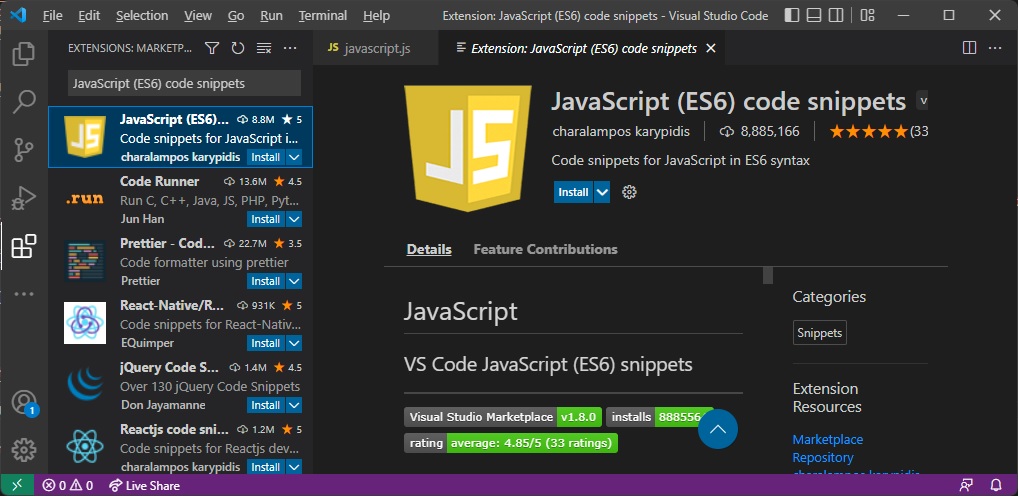 File Edit Selection View Go Run Terminal Help Extension: JavaScript (ES6) code snippets - Visual Studio Code
EXTENSIONS: MARKETP...
JavaScript (ES6) code snippets
JavaScript (ES6)... 8.8M ★ 5
Code snippets for JavaScript i...
charalampos karypidis Install
.run
Code Runner 13.6M ★ 4.5
Run C, C++, Java, JS, PHP, Pyt...
Jun Han Install
Prettier - Cod... 22.7M ★ 3.5
Code formatter using prettier
Prettier Install
React-Native/R... 931K ★ 5
Code snippets for React-Nativ...
EQuimper Install
jQuery Code S... 1.4M ★ 4.5
Over 130 jQuery Code Snippets
Don Jayamanne Install
Reactjs code sni... 1.2M ★ 5
Code snippets for Reactjs dev...
charalampos karypidis Install
JS javascript.js Extension: JavaScript (ES6) code snippets
JS
JavaScript (ES6) code snippets v
charalampos karypidis 8,885,166 ★★★★★(33
Code snippets for JavaScript in ES6 syntax
Install
Details Feature Contributions
JavaScript
VS Code JavaScript (ES6) snippets
Visual Studio Marketplace v1.8.0 installs 888556
rating average: 4.85/5 (33 ratings)
Categories
Snippets
Extension
Resources
Marketplace
Repository
charalampos karypidis
1
0 0 Live Share